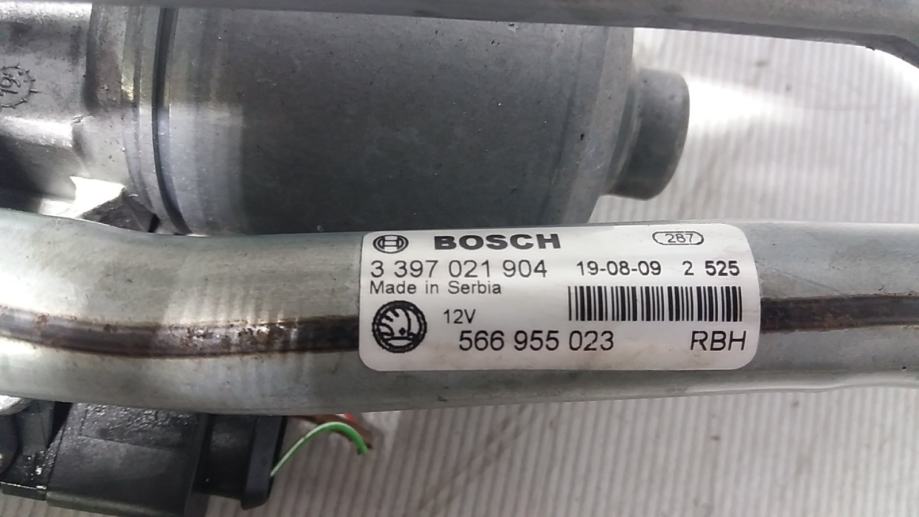 BOSCH 287
3 397 021 904 19-08-09 2 525
Made in Serbia
12V
566 955 023 RBH